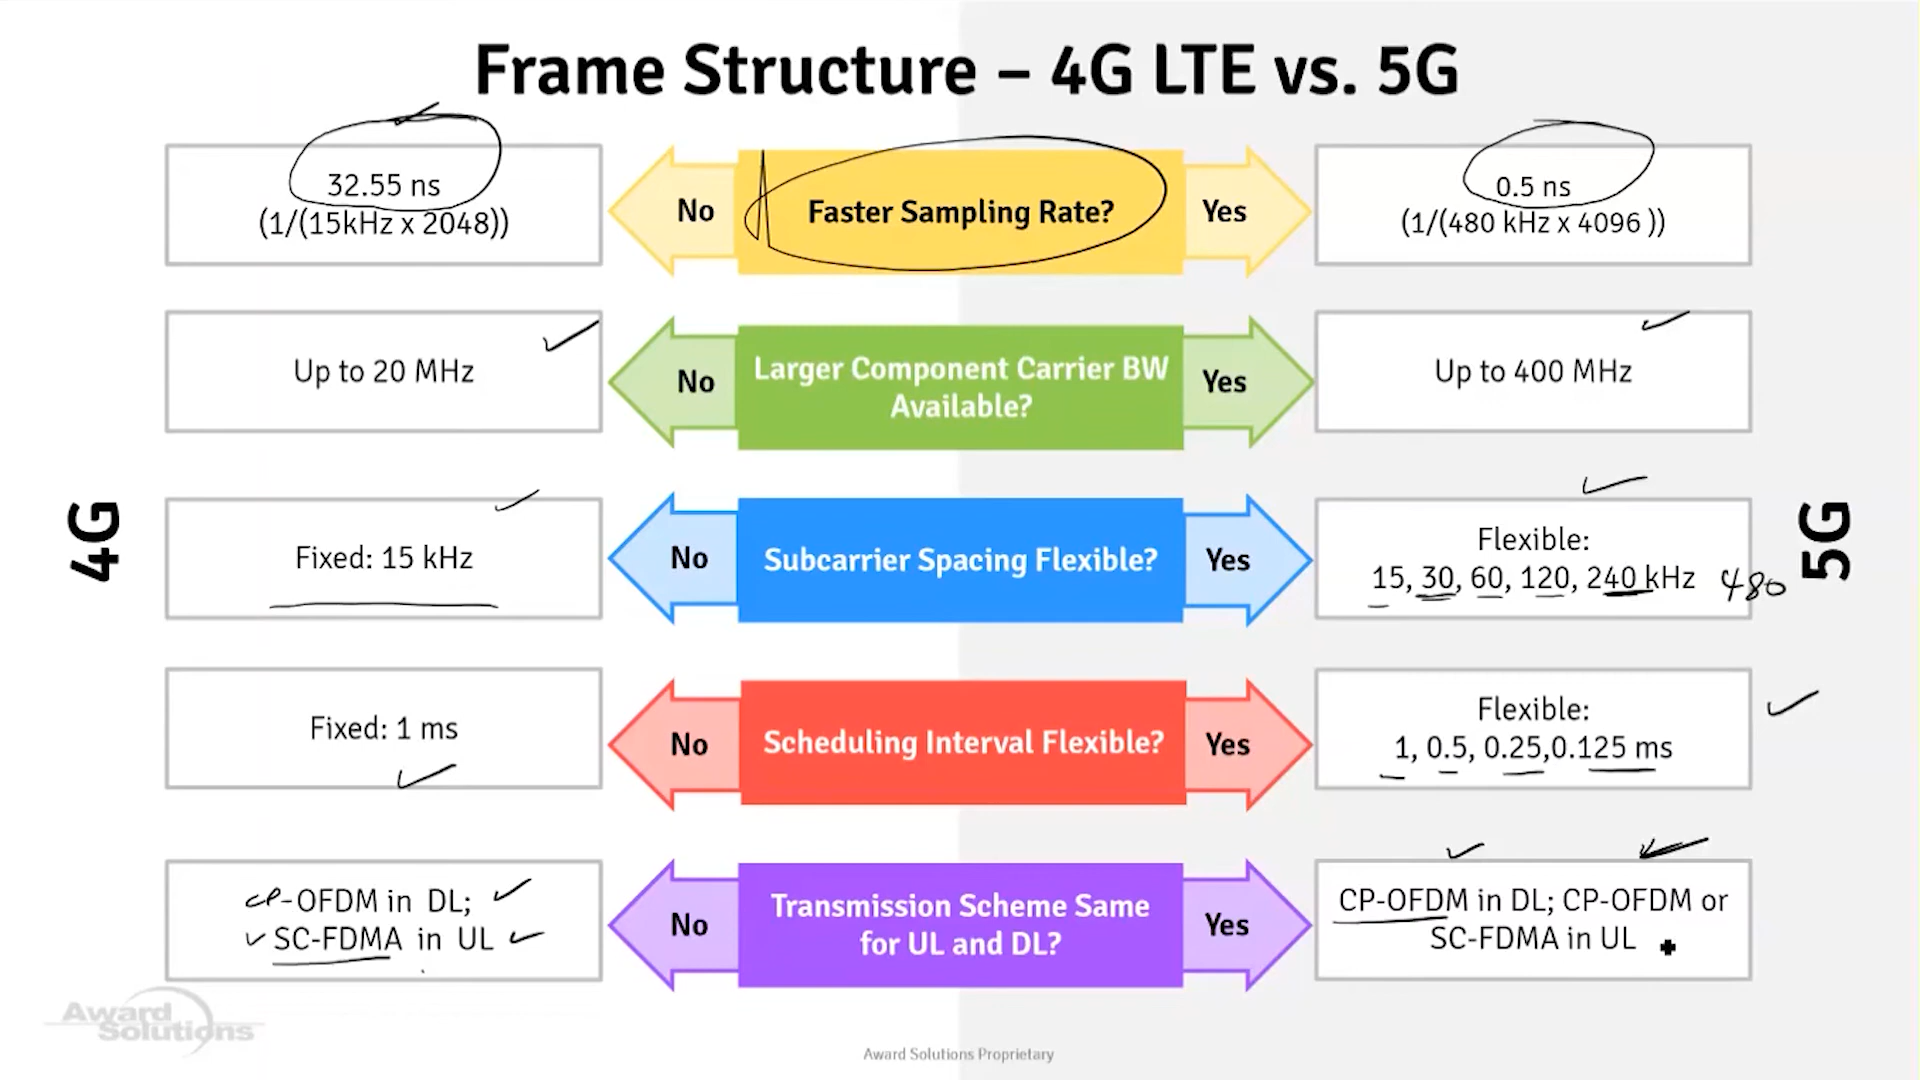 Frame Structure – 4G LTE vs. 5G
32.55 ns
(1/(15kHz x 2048))
No
Faster Sampling Rate?
Yes
0.5 ns
(1/(480 kHz x 4096 ))
Up to 20 MHz
No
Larger Component Carrier BW
Available?
Yes
Up to 400 MHz
4G
Fixed: 15 kHz
No
Subcarrier Spacing Flexible?
Yes
Flexible:
15, 30, 60, 120, 240 kHz 480
5G
Fixed: 1 ms
No
Scheduling Interval Flexible?
Yes
Flexible:
1, 0.5, 0.25,0.125 ms
CP-OFDM in DL;
SC-FDMA in UL
No
Transmission Scheme Same
for UL and DL?
Yes
CP-OFDM in DL; CP-OFDM or
SC-FDMA in UL
Award
Solutions
Award Solutions Proprietary